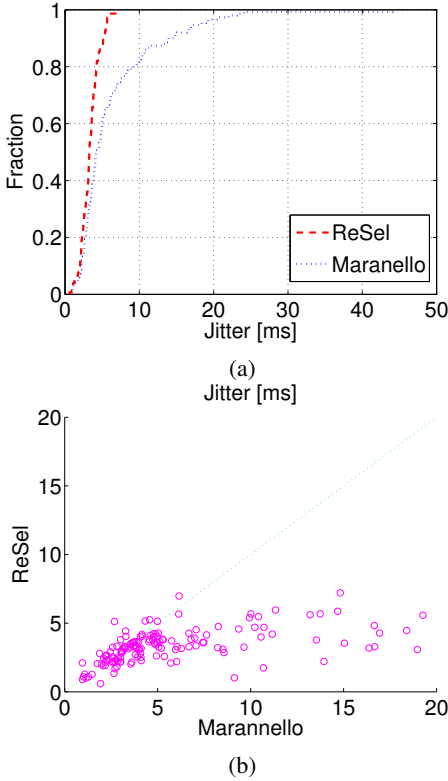 1
0.8
0.6
0.4
0.2
0
Fraction
ReSel
Maranello
0 10 20 30 40 50
Jitter [ms]
(a)
Jitter [ms]
20
15
10
5
0
ReSel
0 5 10 15 20
Marannello
(b)